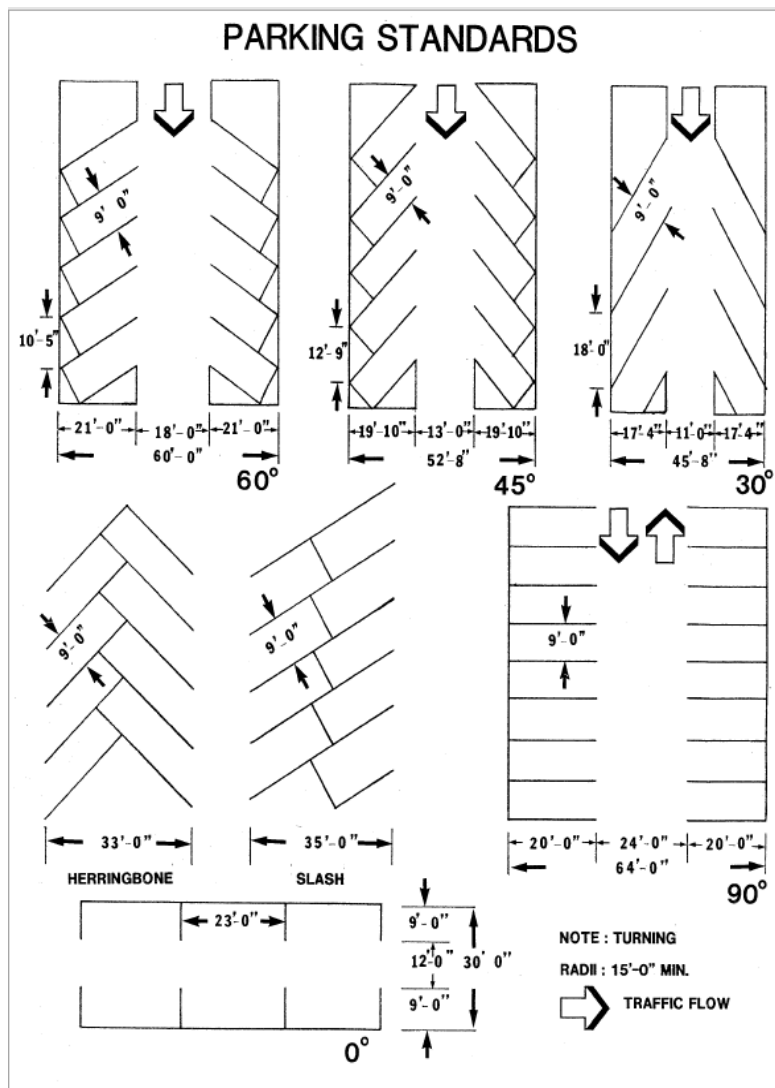 PARKING STANDARDS
9'-0"
10'-5"
21'-0" 18'-0" 21'-0"
60'-0"
60°
9'-0"
12'-9"
19'-10" 13'-0" 19'-10"
52'-8"
45°
9'-0"
18'-0"
17'-4" 11'-0" 17'-4"
45'-8"
30°
9'-0"
33'-0"
HERRINGBONE
9'-0"
35'-0"
SLASH
9'-0"
20'-0" 24'-0" 20'-0"
64'-0"
90°
23'-0"
9'-0"
12'-0" 30' 0"
9'-0"
0°
NOTE : TURNING
RADII : 15'-0" MIN.
TRAFFIC FLOW